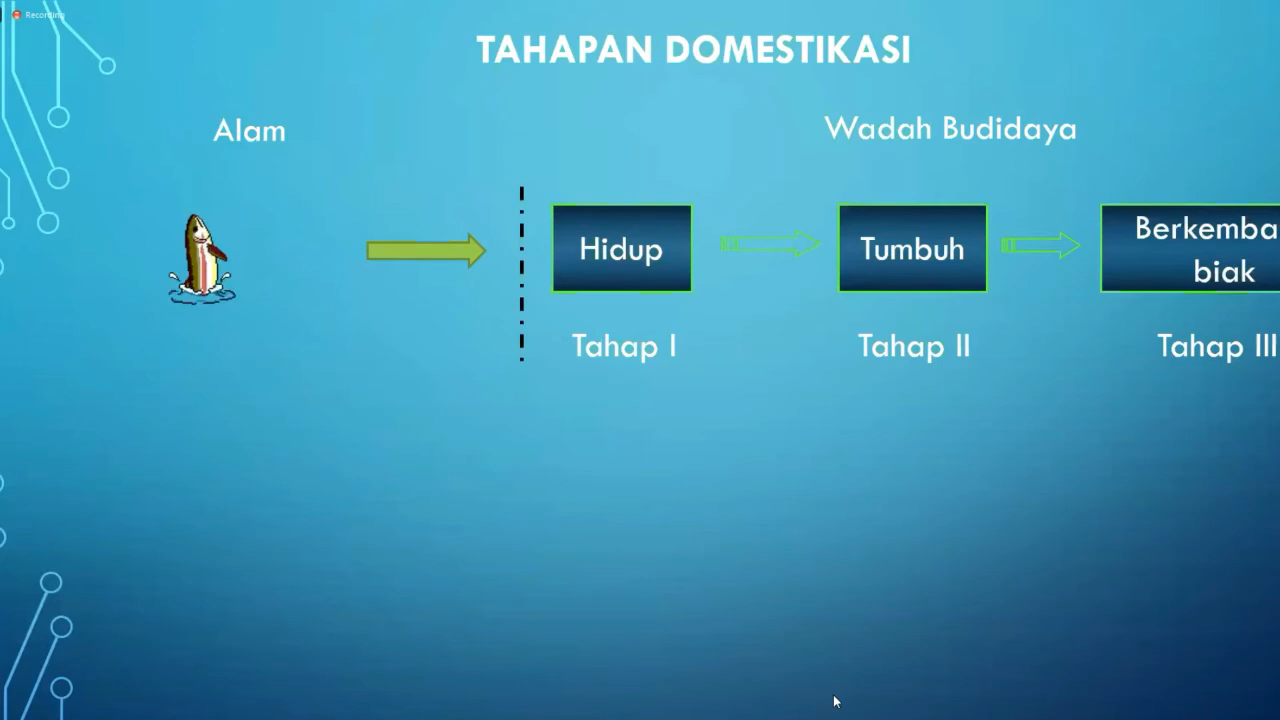 Recording
TAHAPAN DOMESTIKASI
Alam
Wadah Budidaya
Hidup
Tumbuh
Berkemba
biak
Tahap I
Tahap II
Tahap III